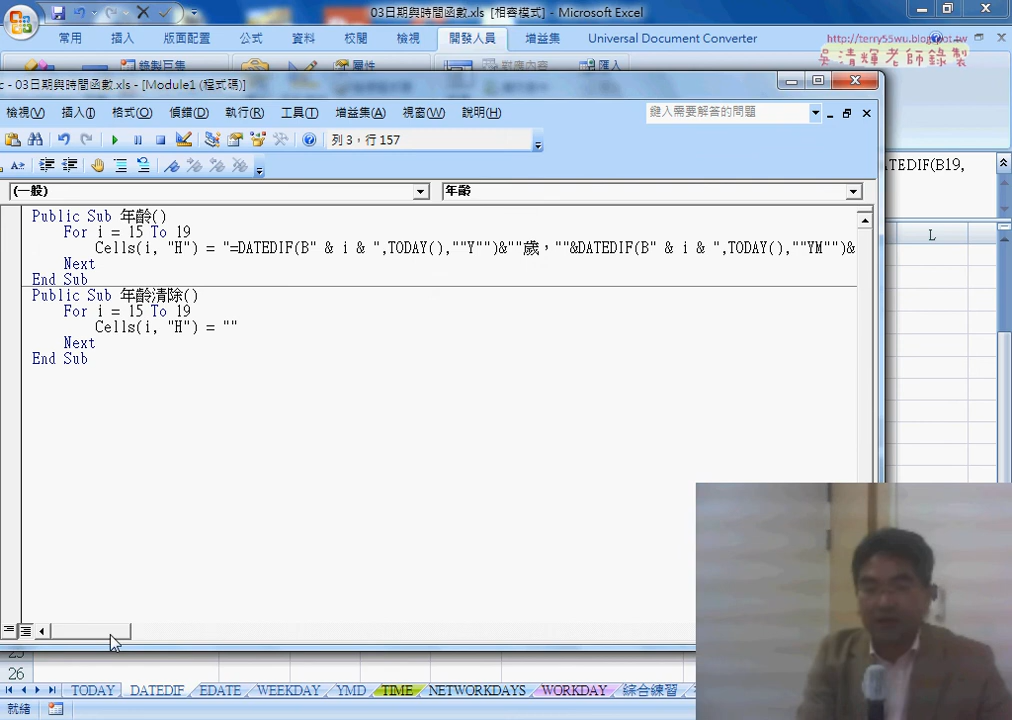 03日期與時間函數.xls [相容模式] - Microsoft Excel
常用 插入 版面配置 公式 資料 校閱 檢視 開發人員 增益集 Universal Document Converter
http://terry55wu.blogspot.tw
吳清輝老師錄製
錄製巨集 屬性 對應內容 匯入
c - 03日期與時間函數.xls - [Module1 (程式碼)]
檢視(V) 插入(I) 格式(O) 偵錯(D) 執行(R) 工具(T) 增益集(A) 視窗(W) 說明(H) 鍵入需要解答的問題
列 3，行 157
ATEDIF(B19,
(一般) 年齡
L
Public Sub 年齡()
For i = 15 To 19
Cells(i, "H") = "=DATEDIF(B" & i & ",TODAY(),""Y"")&""歲，""&DATEDIF(B" & i & ",TODAY(),""YM"")&
Next
End Sub
Public Sub 年齡清除()
For i = 15 To 19
Cells(i, "H") = ""
Next
End Sub
26
TODAY DATEDIF EDATE WEEKDAY YMD TIME NETWORKDAYS WORKDAY 綜合練習
就緒